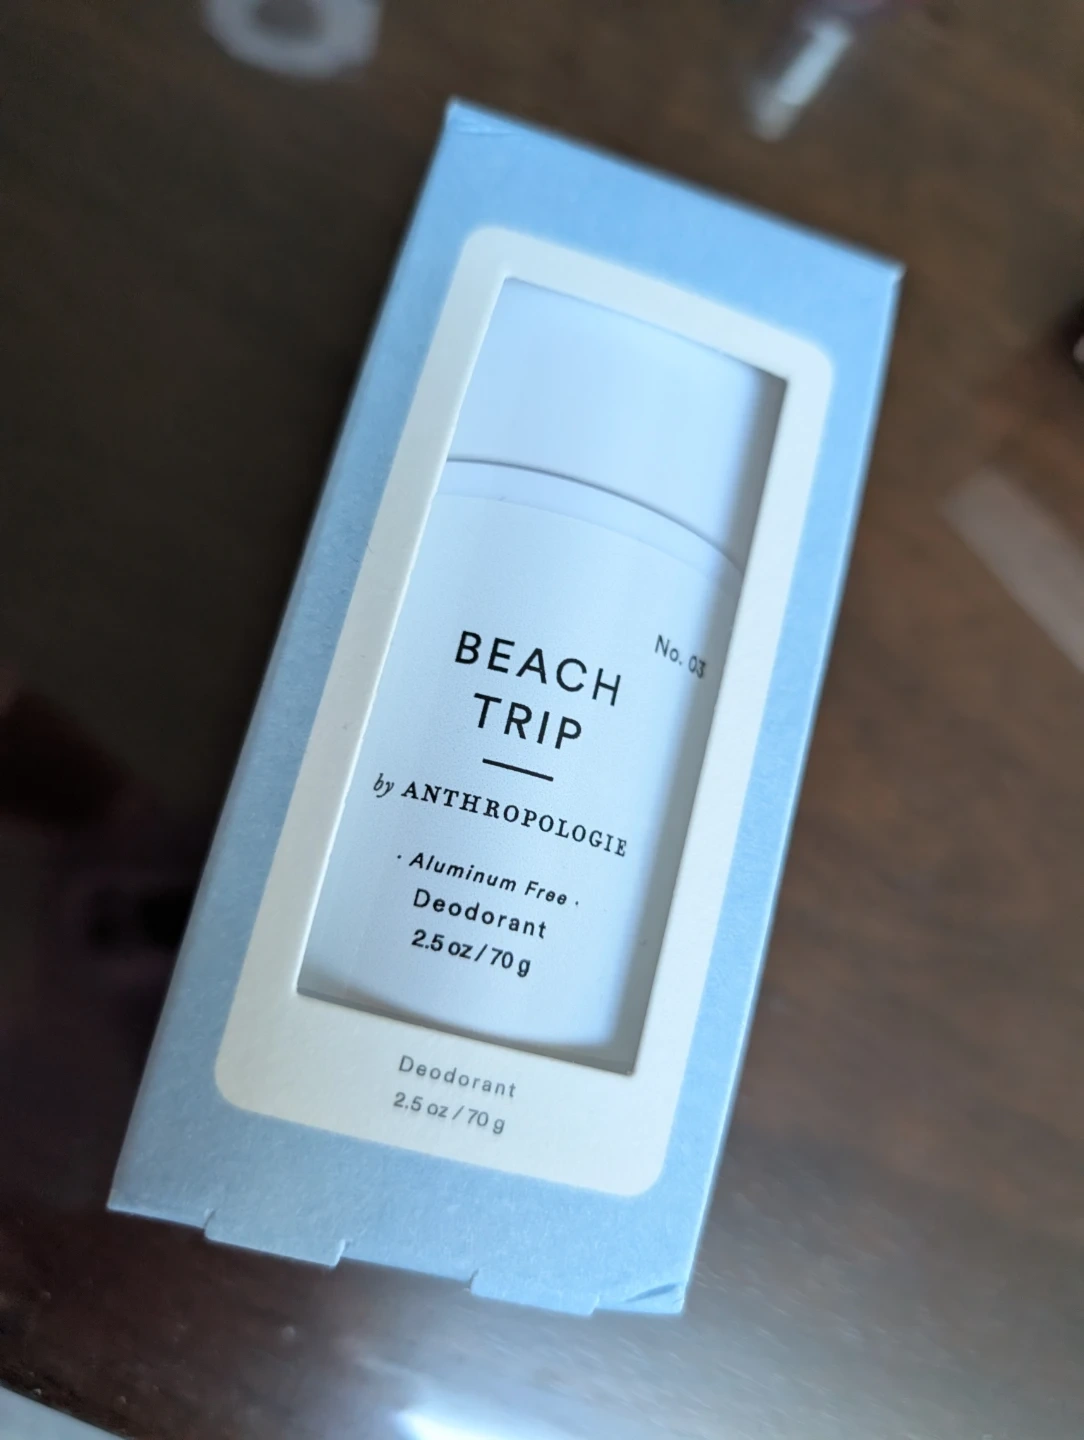 No. 03
BEACH
TRIP
by ANTHROPOLOGIE
· Aluminum Free ·
Deodorant
2.5 oz / 70 g
Deodorant
2.5 oz / 70 g